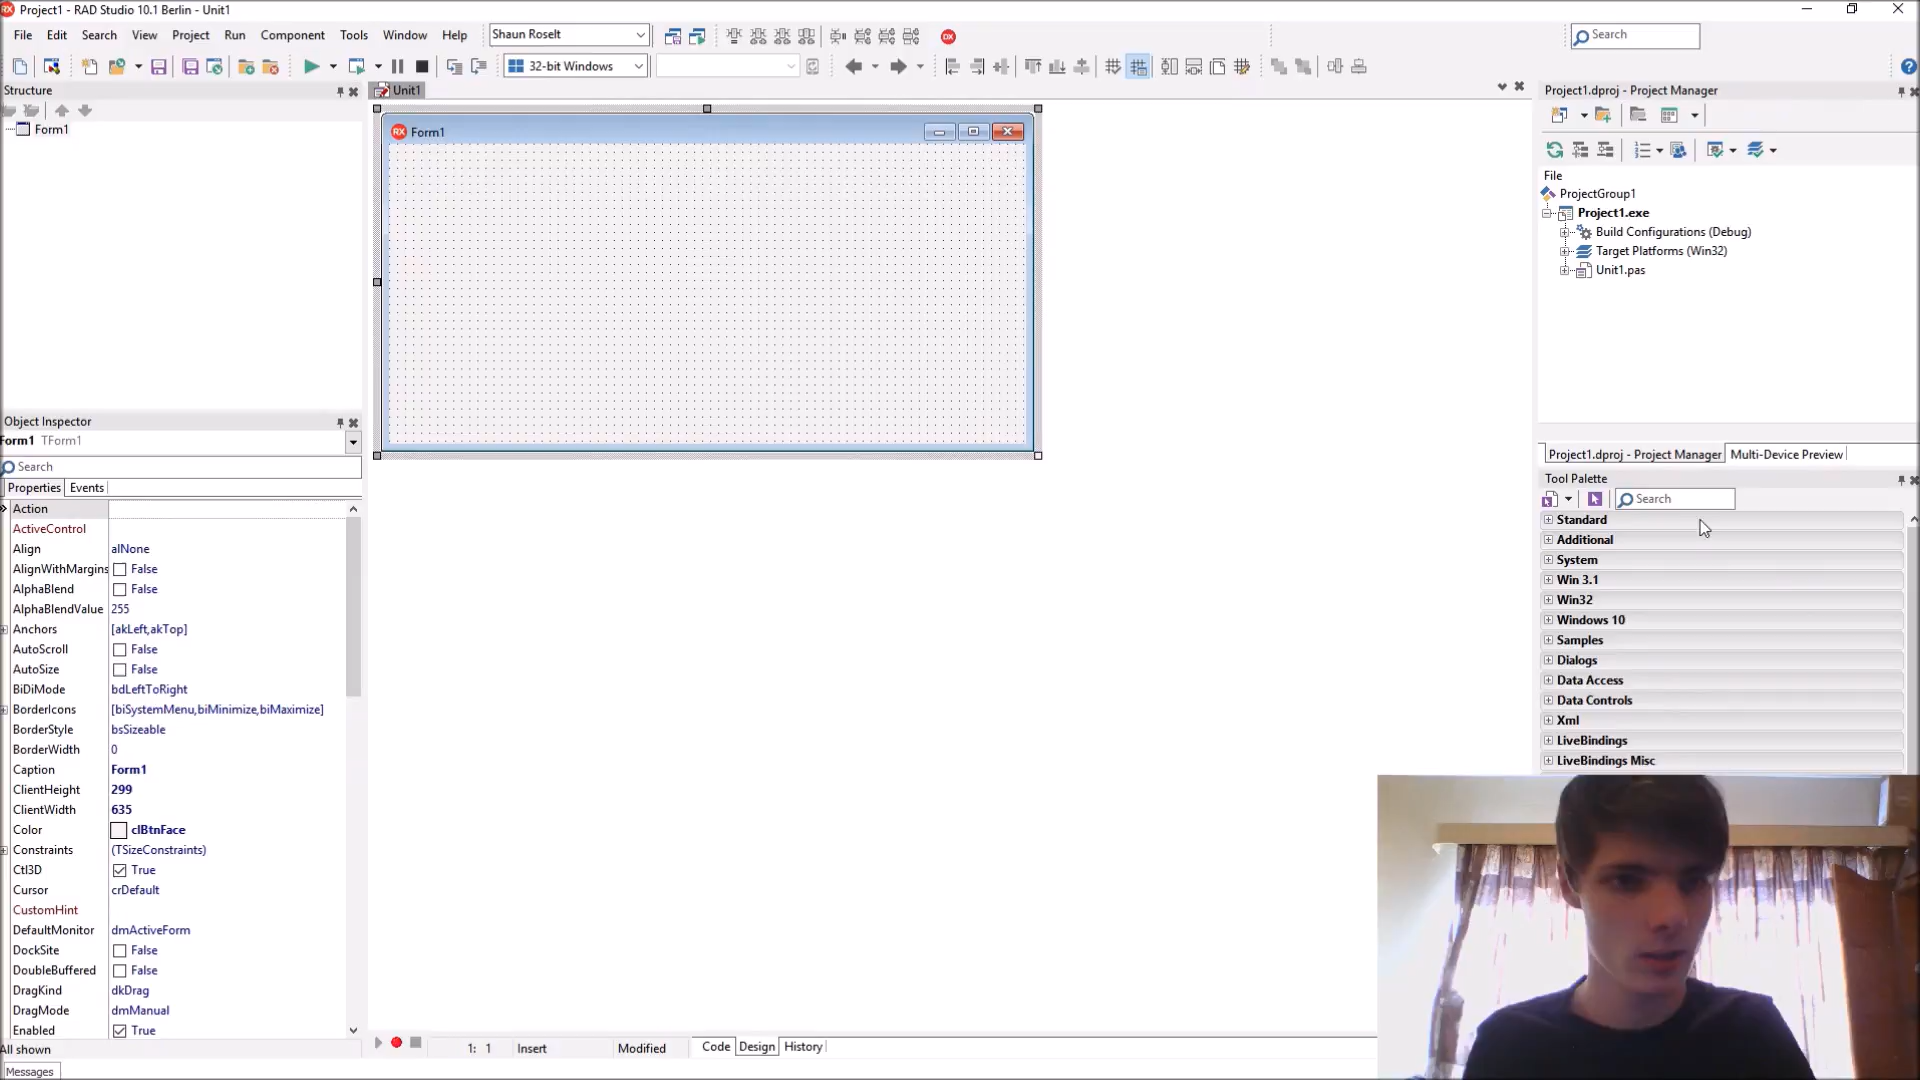 Project1 - RAD Studio 10.1 Berlin - Unit1
File Edit Search View Project Run Component Tools Window Help
Shaun Roselt
Search
32-bit Windows
Structure
Form1
Unit1
Form1
Object Inspector
Form1 TForm1
Search
Properties Events
Action
ActiveControl
Align alNone
AlignWithMargins False
AlphaBlend False
AlphaBlendValue 255
Anchors [akLeft,akTop]
AutoScroll False
AutoSize False
BiDiMode bdLeftToRight
BorderIcons [biSystemMenu,biMinimize,biMaximize]
BorderStyle bsSizeable
BorderWidth 0
Caption Form1
ClientHeight 299
ClientWidth 635
Color clBtnFace
Constraints (TSizeConstraints)
Ctl3D True
Cursor crDefault
CustomHint
DefaultMonitor dmActiveForm
DockSite False
DoubleBuffered False
DragKind dkDrag
DragMode dmManual
Enabled True
All shown
Messages
1: 1 Insert Modified Code Design History
Project1.dproj - Project Manager
File
ProjectGroup1
Project1.exe
Build Configurations (Debug)
Target Platforms (Win32)
Unit1.pas
Project1.dproj - Project Manager Multi-Device Preview
Tool Palette
Search
Standard
Additional
System
Win 3.1
Win32
Windows 10
Samples
Dialogs
Data Access
Data Controls
Xml
LiveBindings
LiveBindings Misc